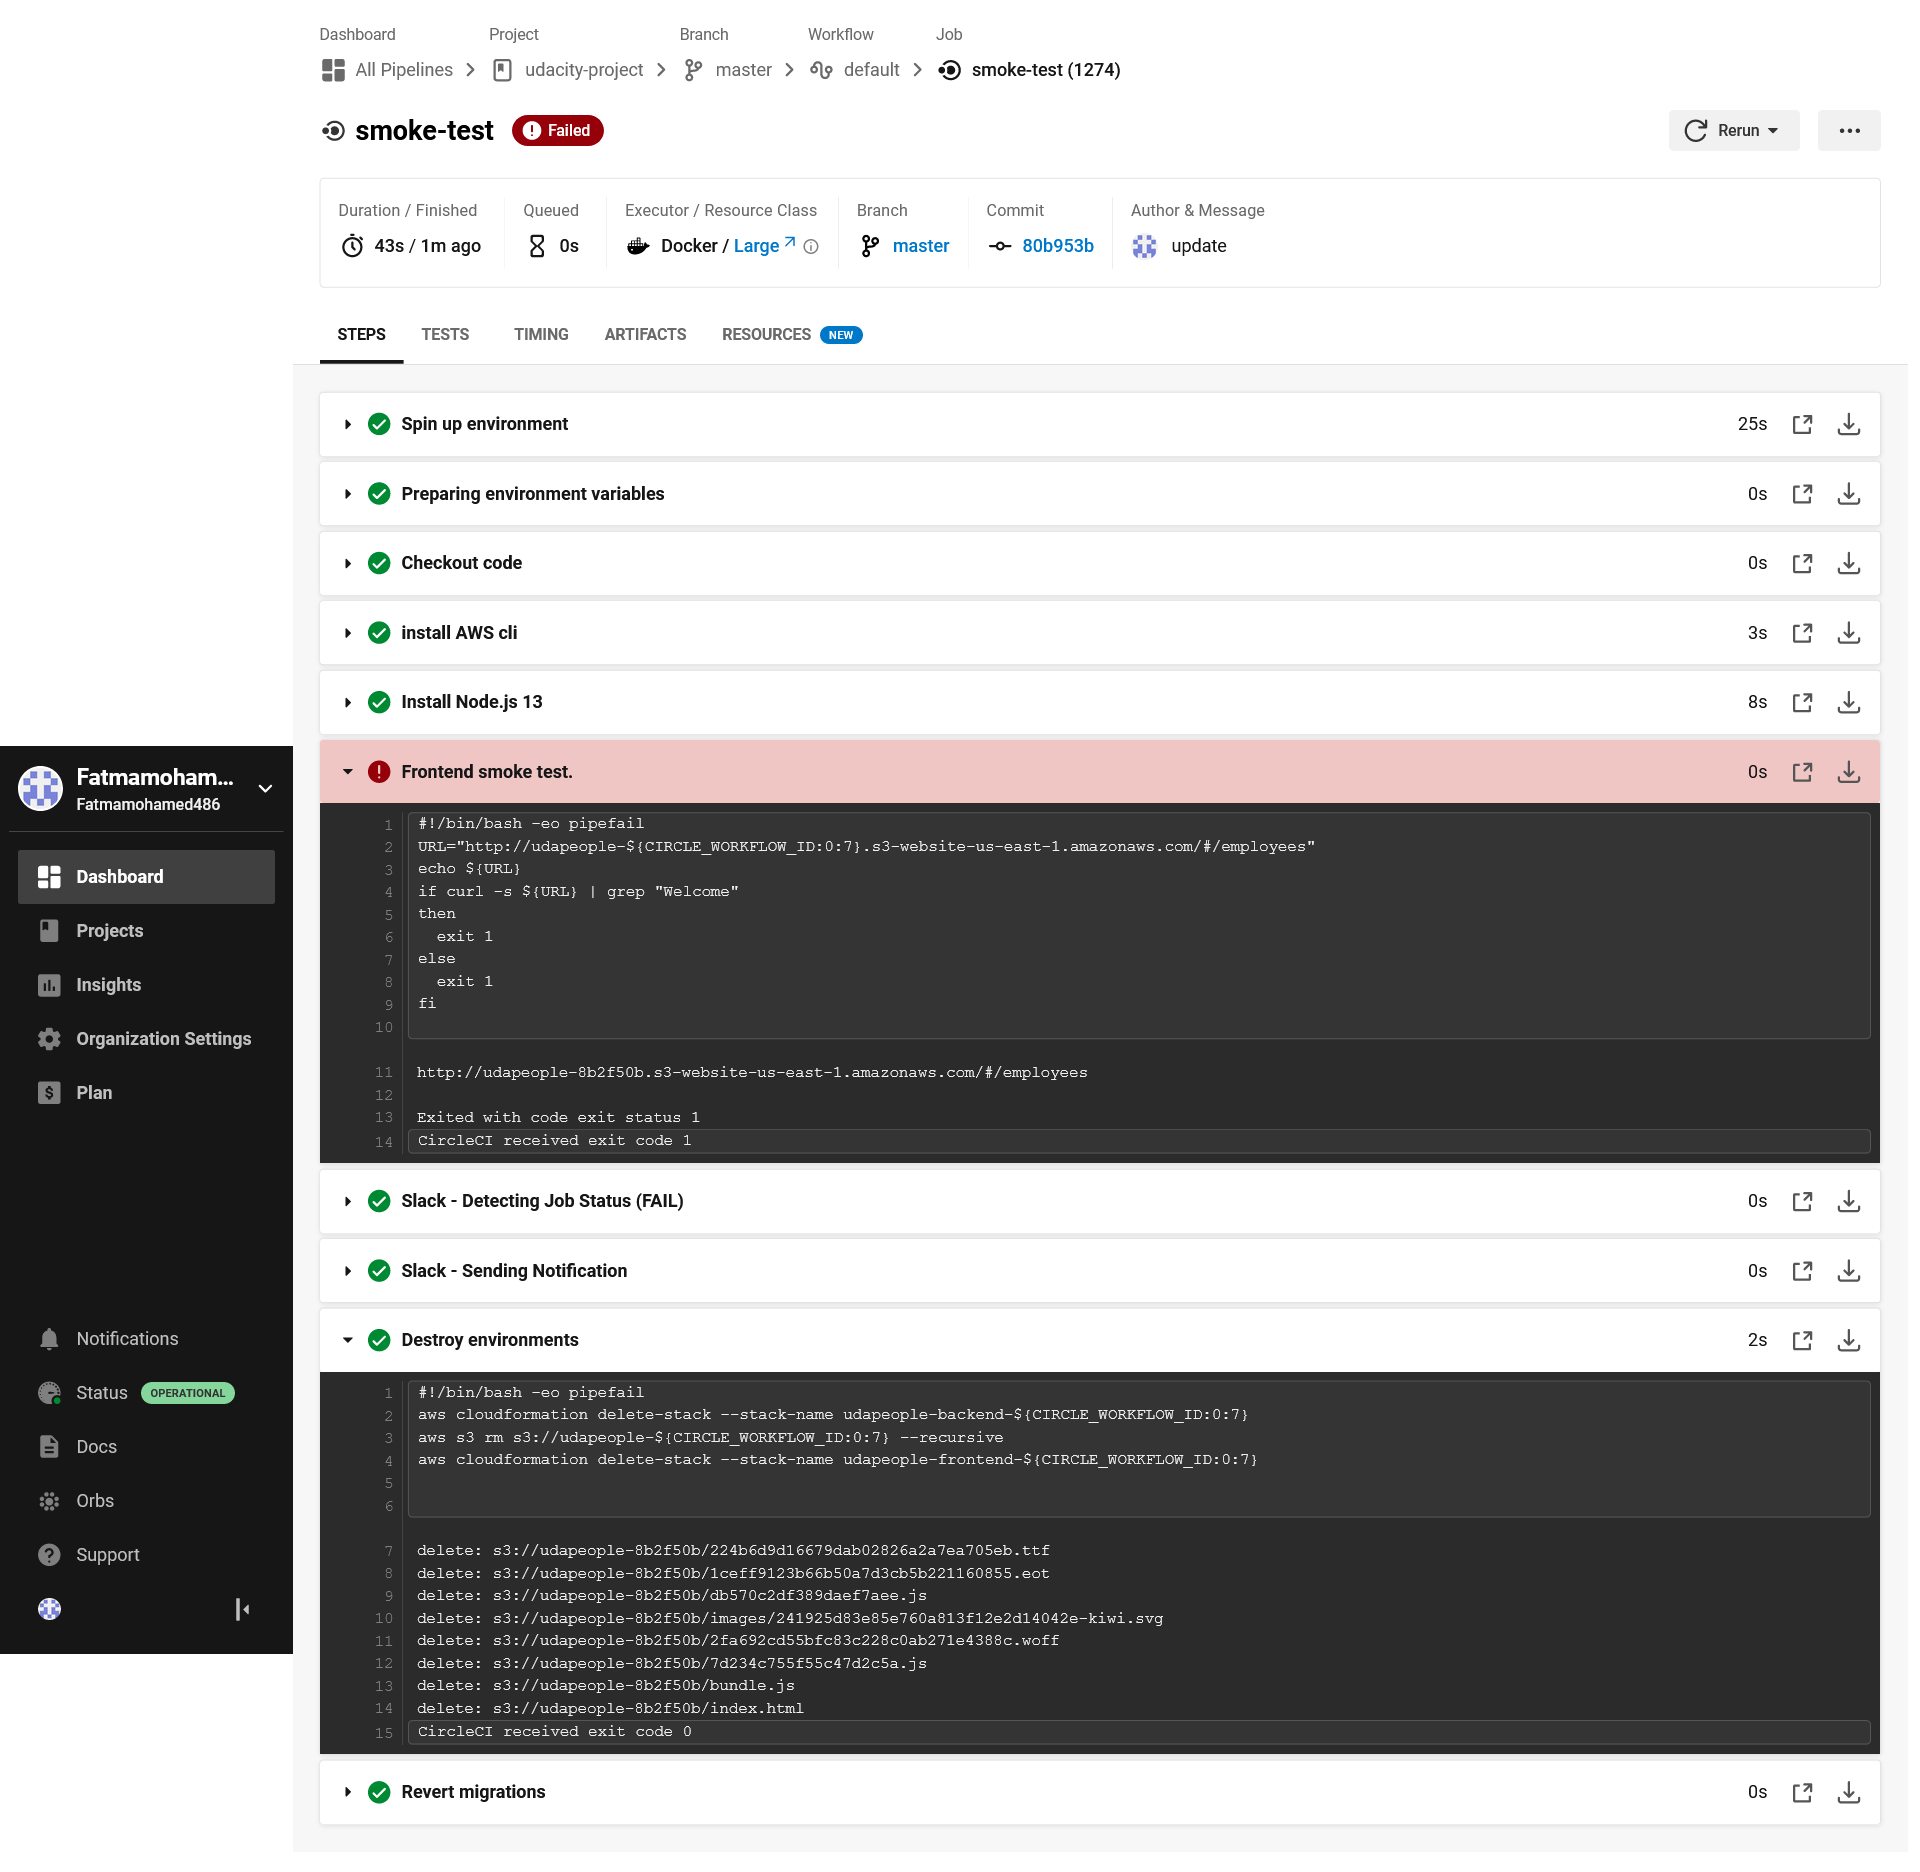 Dashboard Project Branch Workflow Job
All Pipelines udacity-project master default smoke-test (1274)
smoke-test Failed
Rerun
Duration / Finished Queued Executor / Resource Class Branch Commit Author & Message
43s / 1m ago 0s Docker / Large master 80b953b update
STEPS TESTS TIMING ARTIFACTS RESOURCES NEW
Spin up environment 25s
Preparing environment variables 0s
Checkout code 0s
install AWS cli 3s
Install Node.js 13 8s
Frontend smoke test. 0s
1 #!/bin/bash -eo pipefail
2 URL="http://udapeople-${CIRCLE_WORKFLOW_ID:0:7}.s3-website-us-east-1.amazonaws.com/#/employees"
3 echo ${URL}
4 if curl -s ${URL} | grep "Welcome"
5 then
6 exit 1
7 else
8 exit 1
9 fi
10
11 http://udapeople-8b2f50b.s3-website-us-east-1.amazonaws.com/#/employees
12
13 Exited with code exit status 1
14 CircleCI received exit code 1
Slack - Detecting Job Status (FAIL) 0s
Slack - Sending Notification 0s
Destroy environments 2s
1 #!/bin/bash -eo pipefail
2 aws cloudformation delete-stack --stack-name udapeople-backend-${CIRCLE_WORKFLOW_ID:0:7}
3 aws s3 rm s3://udapeople-${CIRCLE_WORKFLOW_ID:0:7} --recursive
4 aws cloudformation delete-stack --stack-name udapeople-frontend-${CIRCLE_WORKFLOW_ID:0:7}
5
6
7 delete: s3://udapeople-8b2f50b/224b6d9d16679dab02826a2a7ea705eb.ttf
8 delete: s3://udapeople-8b2f50b/1ceff9123b66b50a7d3cb5b221160855.eot
9 delete: s3://udapeople-8b2f50b/db570c2df389daef7aee.js
10 delete: s3://udapeople-8b2f50b/images/241925d83e85e760a813f12e2d14042e-kiwi.svg
11 delete: s3://udapeople-8b2f50b/2fa692cd55bfc83c228c0ab271e4388c.woff
12 delete: s3://udapeople-8b2f50b/7d234c755f55c47d2c5a.js
13 delete: s3://udapeople-8b2f50b/bundle.js
14 delete: s3://udapeople-8b2f50b/index.html
15 CircleCI received exit code 0
Revert migrations 0s
Fatmamoham...
Fatmamohamed486
Dashboard
Projects
Insights
Organization Settings
Plan
Notifications
Status OPERATIONAL
Docs
Orbs
Support